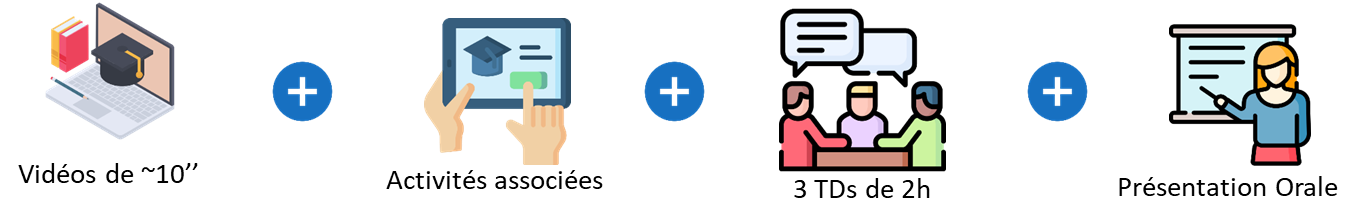 Vidéos de ~10’’
Activités associées
3 TDs de 2h
Présentation Orale